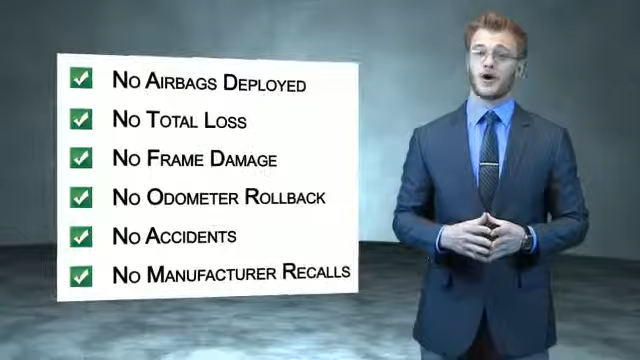 No Airbags Deployed
No Total Loss
No Frame Damage
No Odometer Rollback
No Accidents
No Manufacturer Recalls